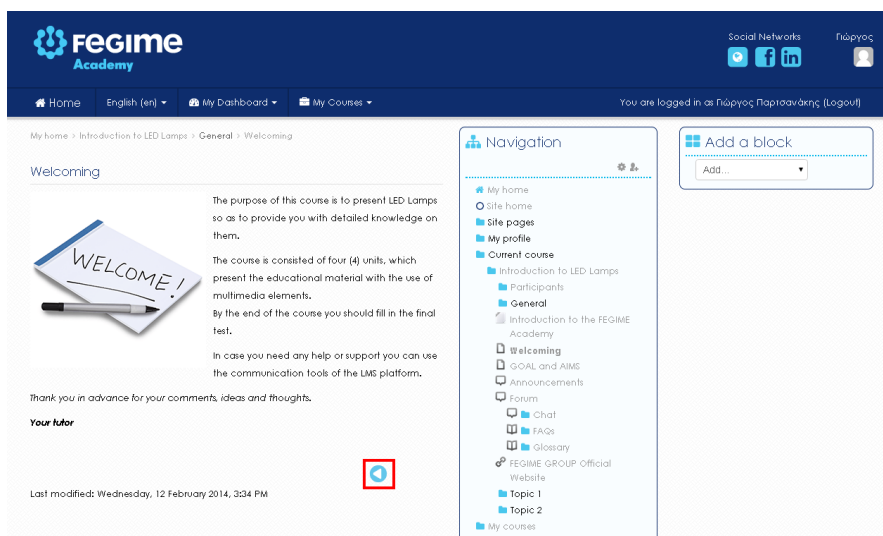 FEGIME
Academy
Social Networks
Γιώργος
Home
English (en)
My Dashboard
My Courses
You are logged in as Γιώργος Παρτσανάκης (Logout)
My home > Introduction to LED Lamps > General > Welcoming
Welcoming
WELCOME!
The purpose of this course is to present LED Lamps
so as to provide you with detailed knowledge on
them.
The course is consisted of four (4) units, which
present the educational material with the use of
multimedia elements.
By the end of the course you should fill in the final
test.
In case you need any help or support you can use
the communication tools of the LMS platform.
Thank you in advance for your comments, ideas and thoughts.
Your tutor
Last modified: Wednesday, 12 February 2014, 3:34 PM
Navigation
My home
Site home
Site pages
My profile
Current course
Introduction to LED Lamps
Participants
General
Introduction to the FEGIME
Academy
Welcoming
GOAL and AIMS
Announcements
Forum
Chat
FAQs
Glossary
FEGIME GROUP Official
Website
Topic 1
Topic 2
My courses
Add a block
Add...